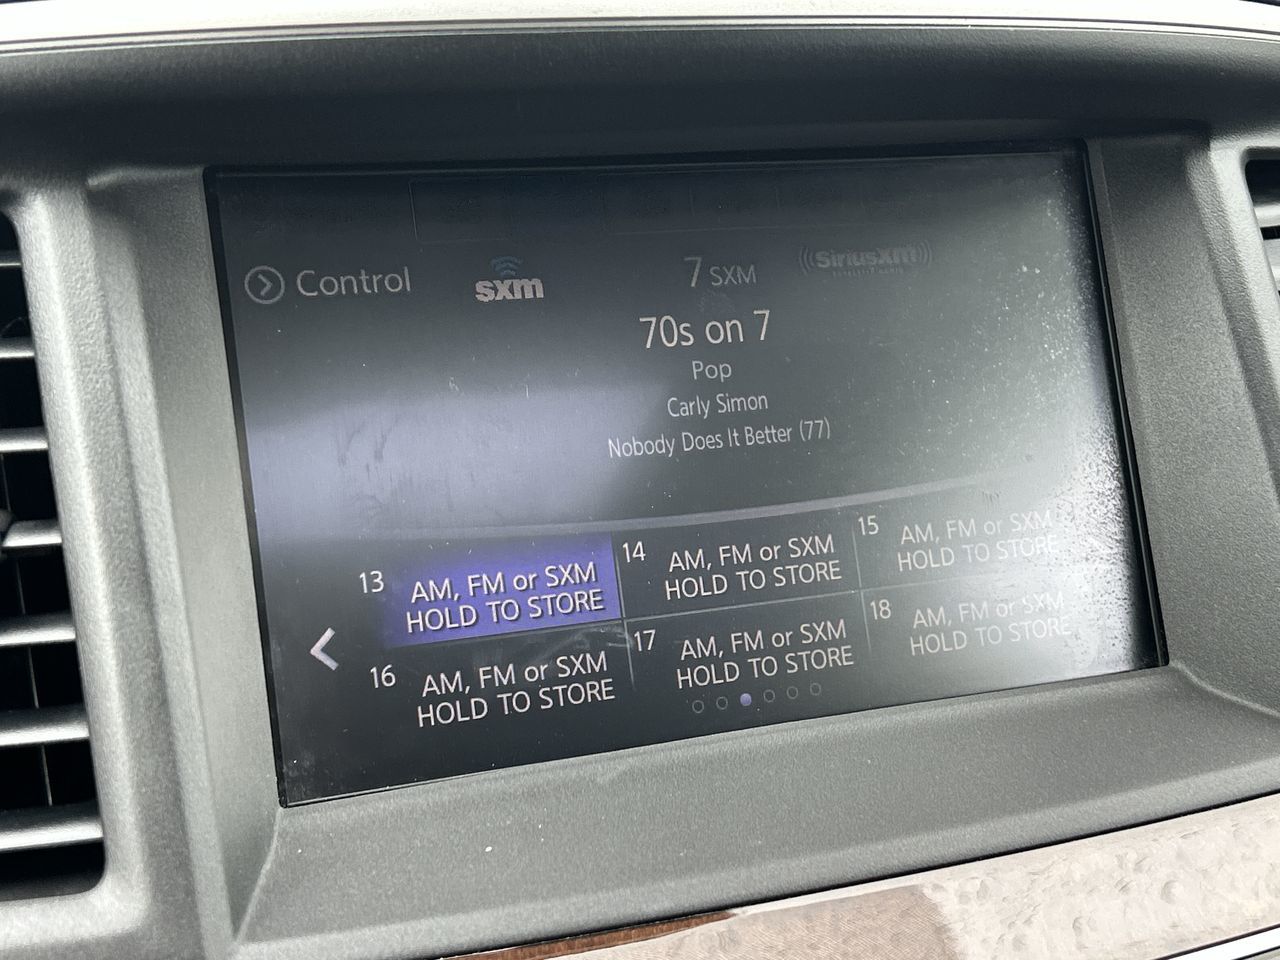 Control
sxm
7 SXM
SiriusXM
SATELLITE RADIO
70s on 7
Pop
Carly Simon
Nobody Does It Better (77)
13
AM, FM or SXM
HOLD TO STORE
14
AM, FM or SXM
HOLD TO STORE
15
AM, FM or SXM
HOLD TO STORE
16
AM, FM or SXM
HOLD TO STORE
17
AM, FM or SXM
HOLD TO STORE
18
AM, FM or SXM
HOLD TO STORE